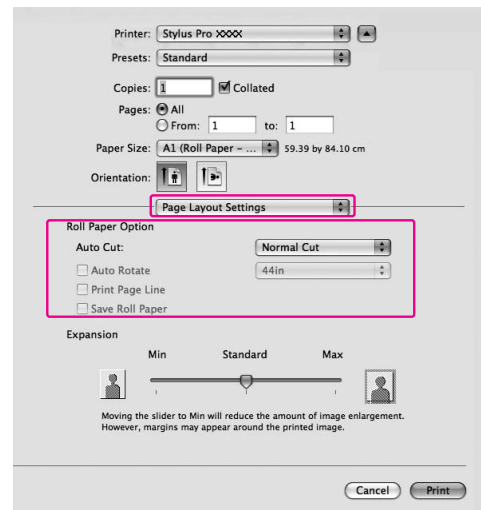 Printer: Stylus Pro XXXX
Presets: Standard
Copies: 1 Collated
Pages: All
From: 1 to: 1
Paper Size: A1 (Roll Paper – ... 59.39 by 84.10 cm
Orientation:
Page Layout Settings
Roll Paper Option
Auto Cut: Normal Cut
Auto Rotate 44in
Print Page Line
Save Roll Paper
Expansion
Min Standard Max
Moving the slider to Min will reduce the amount of image enlargement.
However, margins may appear around the printed image.
Cancel Print